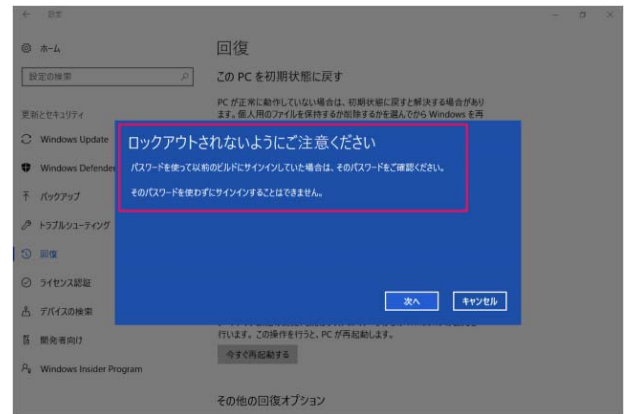 設定
ホーム
設定の検索
更新とセキュリティ
Windows Update
Windows Defender
バックアップ
トラブルシューティング
回復
ライセンス認証
デバイスの検索
開発者向け
Windows Insider Program
回復
この PC を初期状態に戻す
PC が正常に動作していない場合は、初期状態に戻すと解決する場合があり
ます。個人用のファイルを保持するか削除するかを選んでから Windows を再
ロックアウトされないようにご注意ください
パスワードを使って以前のビルドにサインインしていた場合は、そのパスワードをご確認ください。
そのパスワードを使わずにサインインすることはできません。
次へ
キャンセル
行います。この操作を行うと、PC が再起動します。
今すぐ再起動する
その他の回復オプション